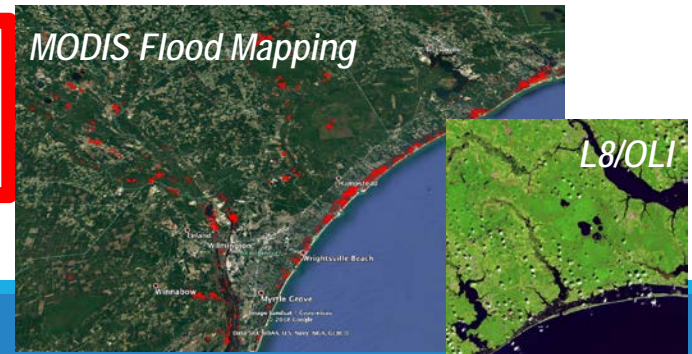 MODIS Flood Mapping
L8/OLI
Hampstead
Leland
Wilmington
Wrightsville Beach
Winnabow
Myrtle Grove
Image Landsat / Copernicus
© 2018 Google
Data SIO, NOAA, U.S. Navy, NGA, GEBCO